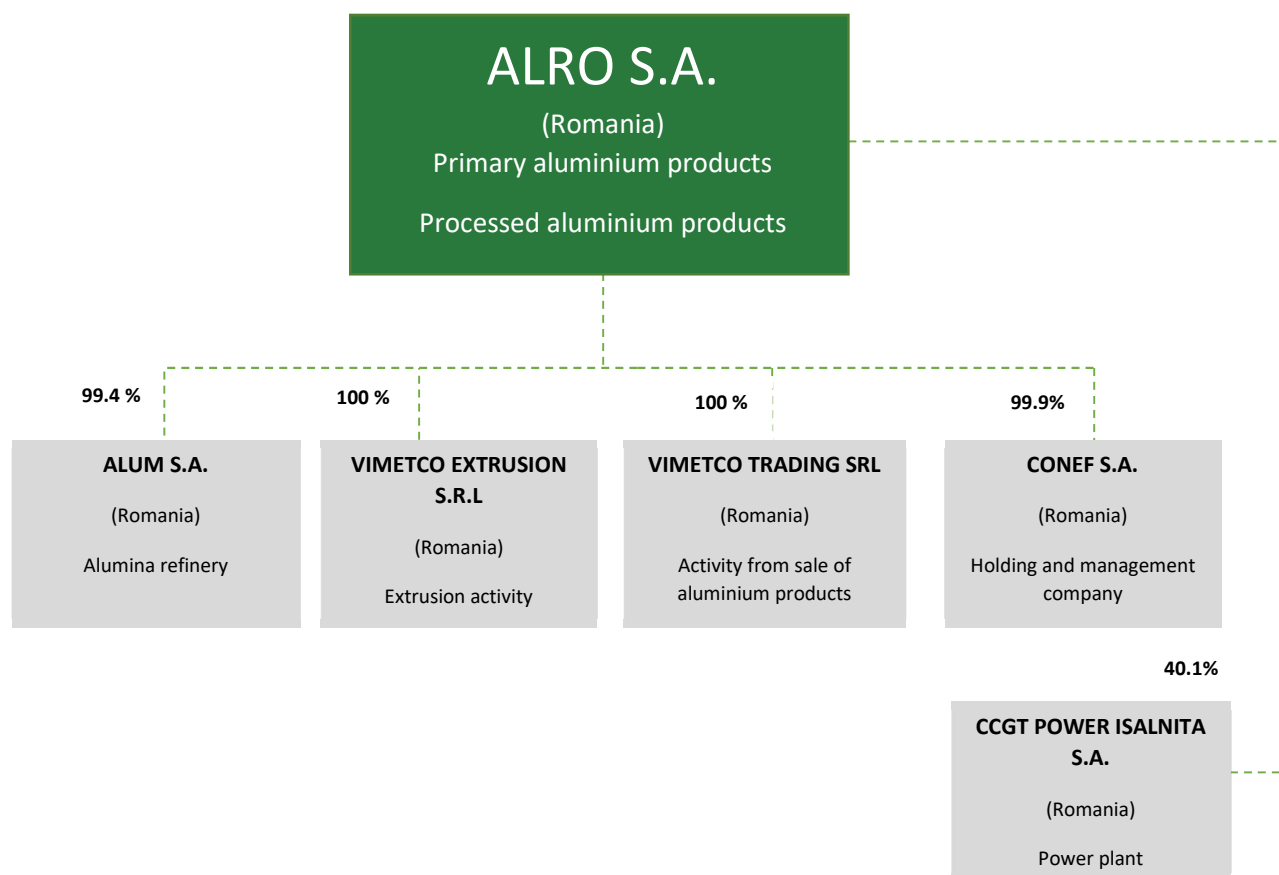 ALRO S.A.
(Romania)
Primary aluminium products
Processed aluminium products
99.4 %
100 %
100 %
99.9%
ALUM S.A.
(Romania)
Alumina refinery
VIMETCO EXTRUSION
S.R.L
(Romania)
Extrusion activity
VIMETCO TRADING SRL
(Romania)
Activity from sale of
aluminium products
CONEF S.A.
(Romania)
Holding and management
company
40.1%
CCGT POWER ISALNITA
S.A.
(Romania)
Power plant